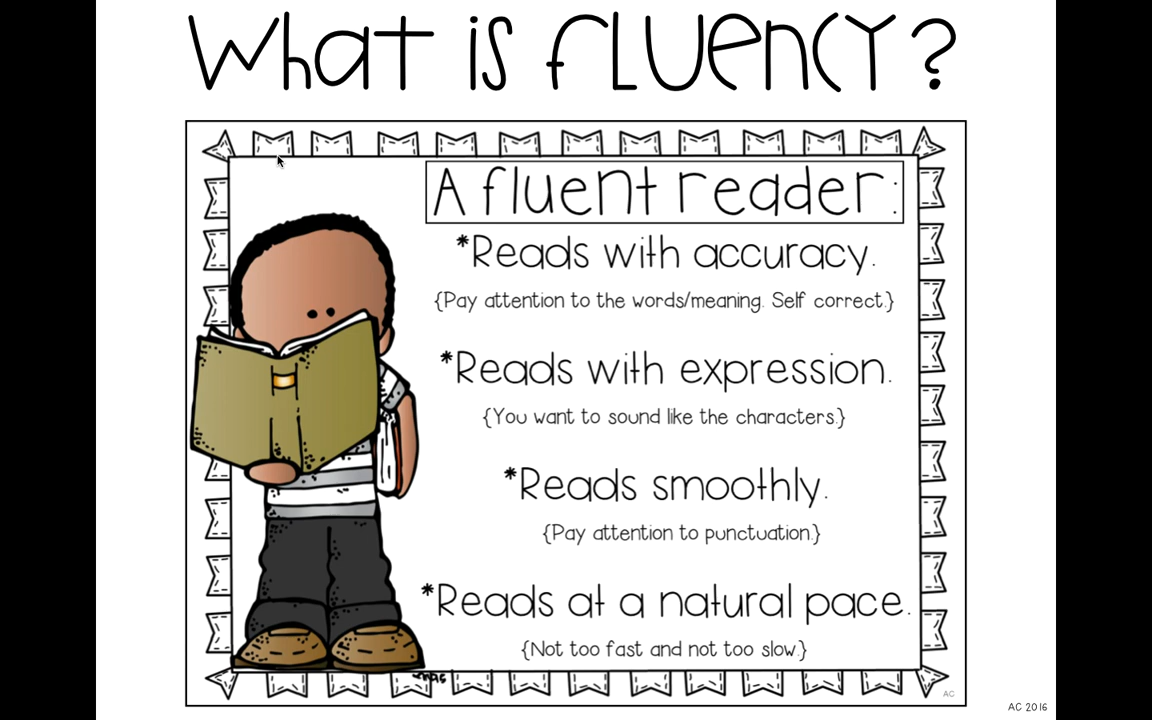 What is fLUenCY?
A fluent reader:
*Reads with accuracy.
{Pay attention to the words/meaning. Self correct.}
*Reads with expression.
{You want to sound like the characters.}
*Reads smoothly.
{Pay attention to punctuation.}
*Reads at a natural pace.
{Not too fast and not too slow.}
AC
AC 2016